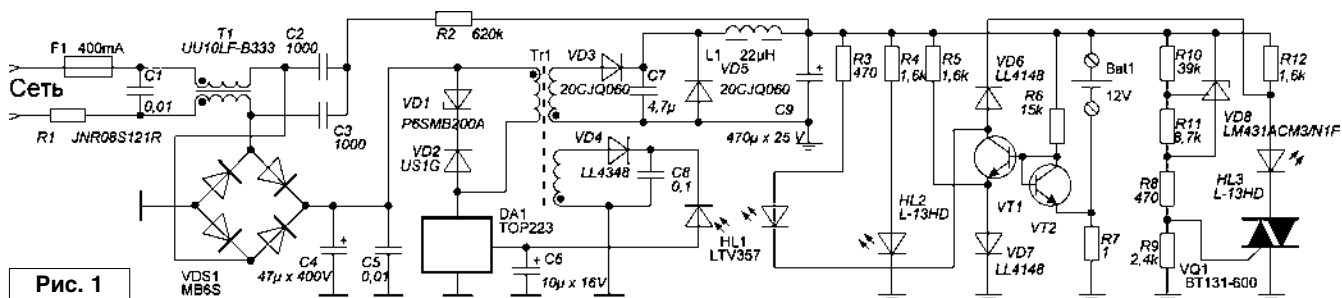 F1 400mA
Сеть
R1 JNR08S121R
C1
0,01
T1
UU10LF-B333
C2
1000
C3
1000
R2 620k
VDS1
MB6S
C4
47µ x 400V
C5
0,01
VD1
P6SMB200A
VD2
US1G
DA1
TOP223
Tr1
VD3
20CJQ060
C7
4,7µ
VD4
LL4348
C8
0,1
C6
10µ x 16V
HL1
LTV357
L1 22µH
VD5
20CJQ060
C9
470µ x 25 V
R3
470
R4
1,6k
R5
1,6k
HL2
L-13HD
VD6
LL4148
R6
15k
VT1
VT2
VD7
LL4148
Bat1
12V
R7
1
R10
39k
R11
8,7k
R8
470
R9
2,4k
VD8
LM431ACM3/N1F
R12
1,6k
HL3
L-13HD
VQ1
BT131-600
Рис. 1